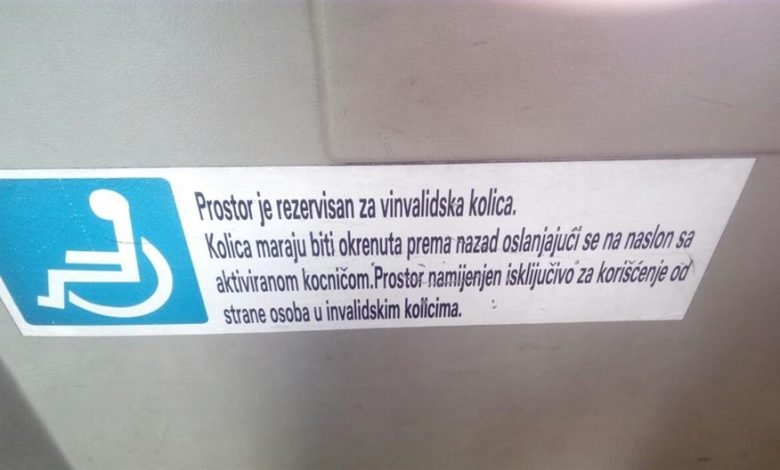 Prostor je rezervisan za vinvalidska kolica.
Kolica maraju biti okrenuta prema nazad oslanjajući se na naslon sa
aktiviranom kocničom.Prostor namijenjen isključivo za korišćenje od
strane osoba u invalidskim kolicima.